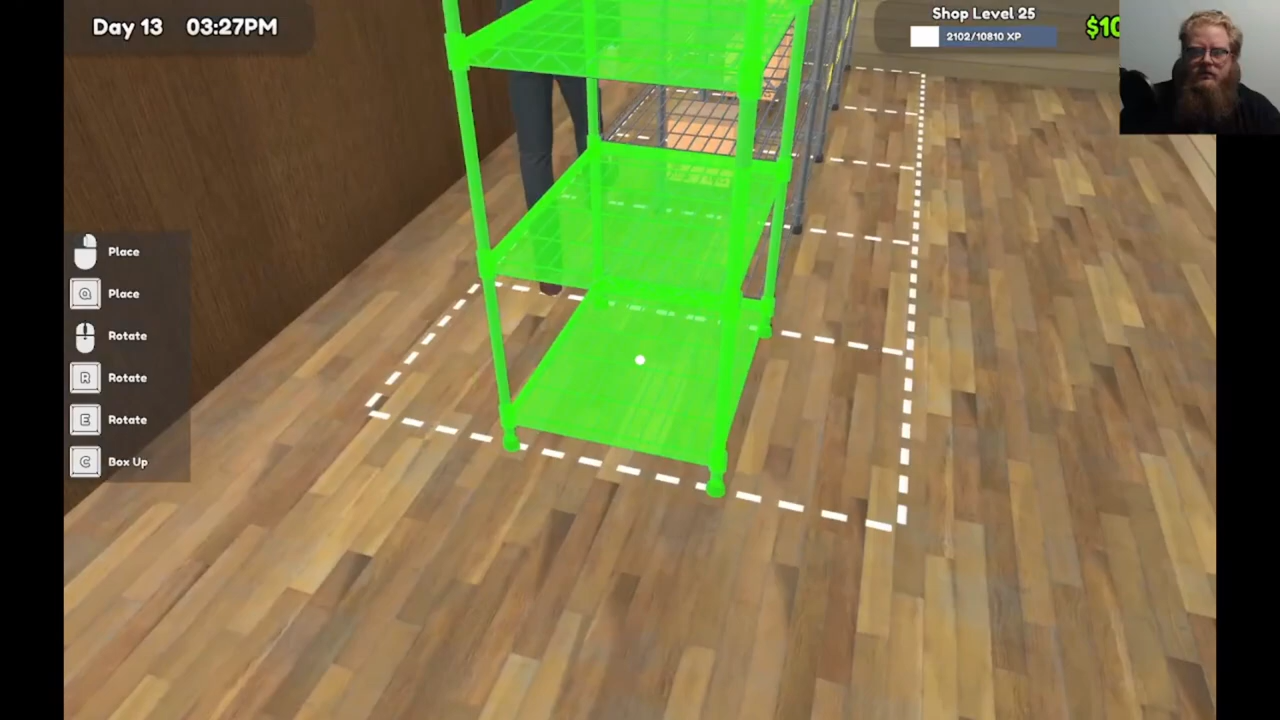 Day 13 03:27PM
Shop Level 25
2102/10810 XP
$10
Place
Q Place
Rotate
R Rotate
E Rotate
C Box Up